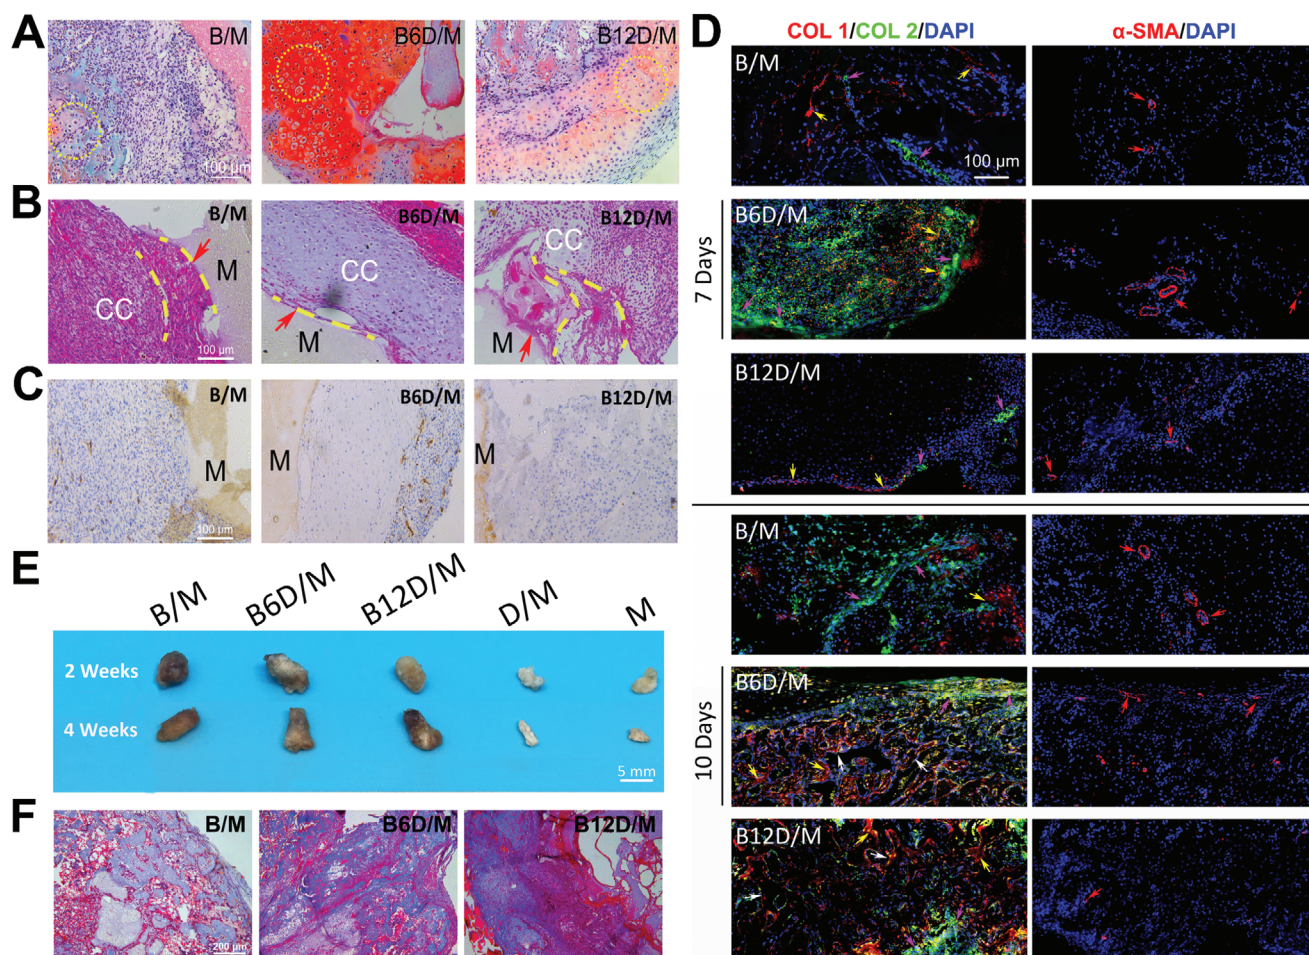 A
B/M
B6D/M
B12D/M
100 µm
B
B/M
B6D/M
B12D/M
CC
M
CC
M
CC
M
100 µm
C
B/M
B6D/M
B12D/M
M
M
M
100 µm
E
B/M
B6D/M
B12D/M
D/M
M
2 Weeks
4 Weeks
5 mm
F
B/M
B6D/M
B12D/M
200 µm
D
COL 1/COL 2/DAPI
α-SMA/DAPI
B/M
100 µm
7 Days
B6D/M
B12D/M
B/M
10 Days
B6D/M
B12D/M